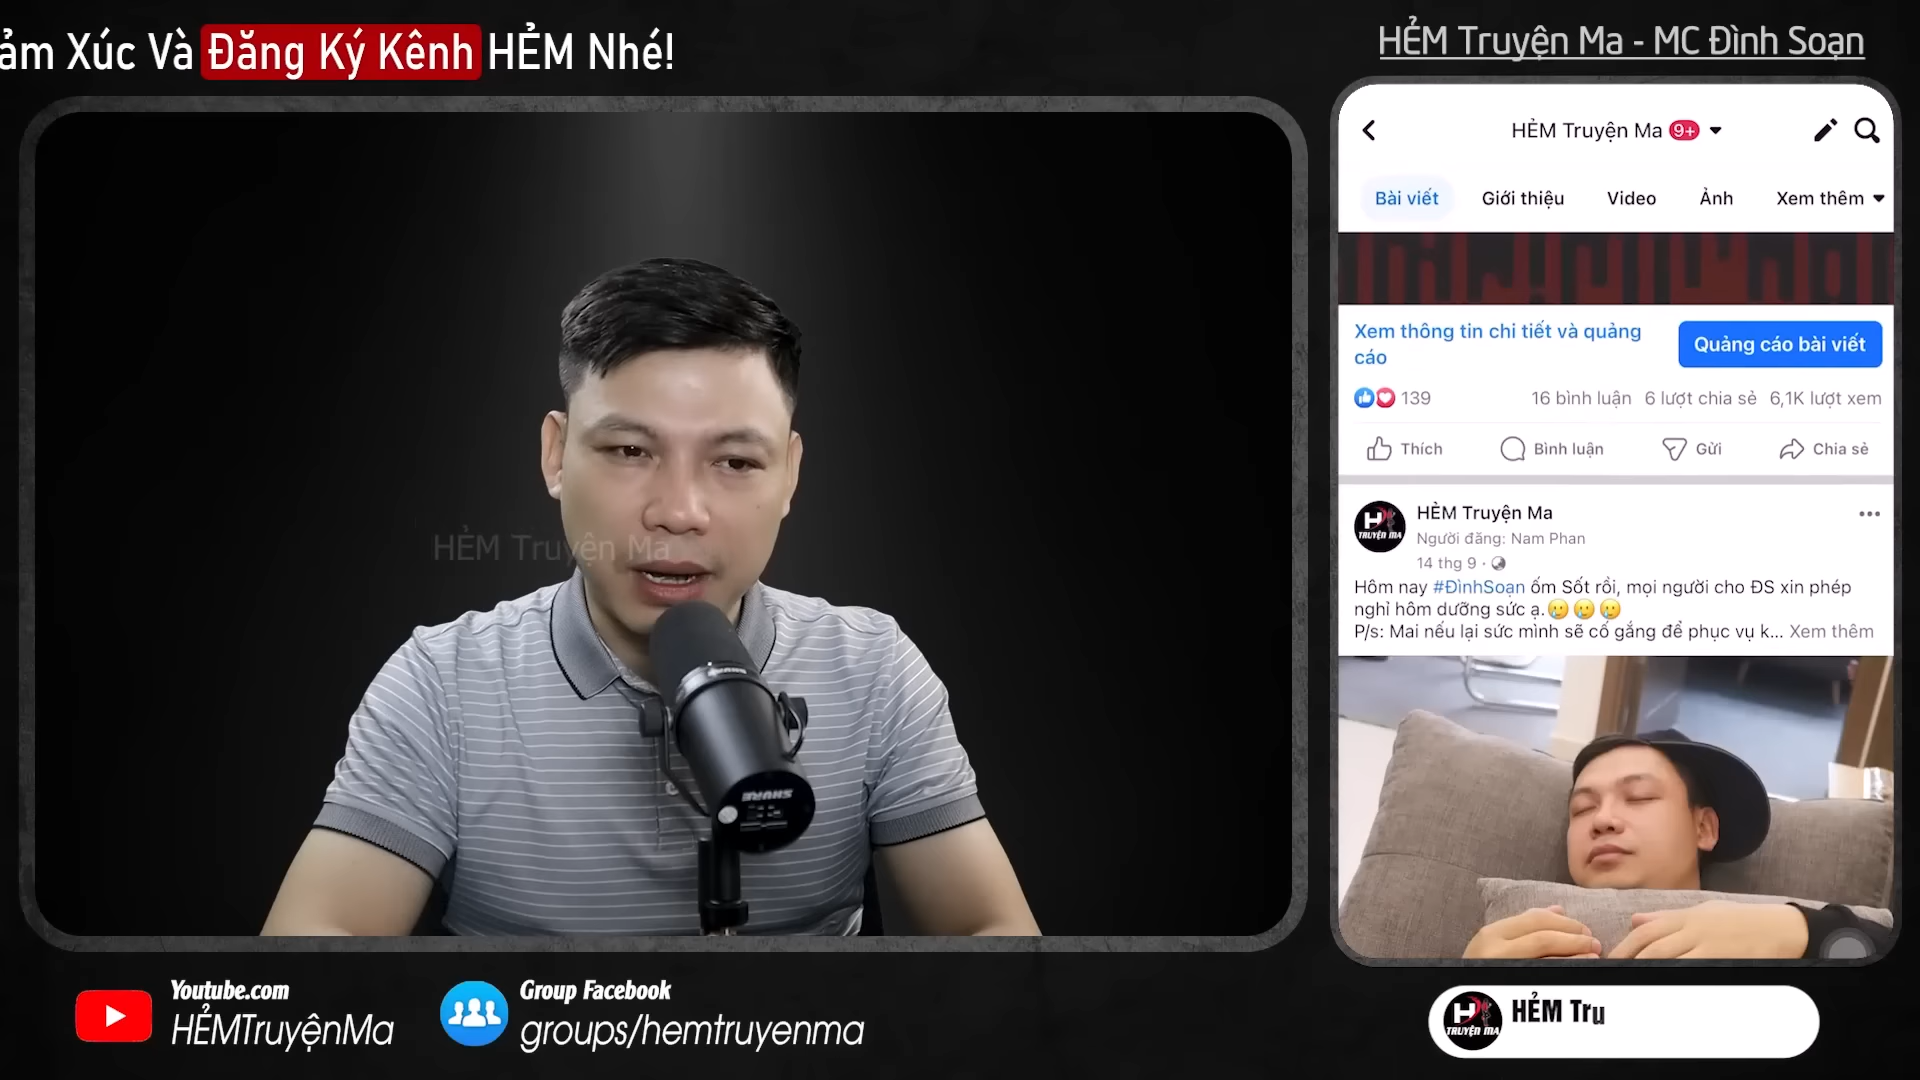 ảm Xúc Và Đăng Ký Kênh HẺM Nhé!
HẺM Truyện Ma - MC Đình Soạn
HẺM Truyện Ma 9+
Bài viết Giới thiệu Video Ảnh Xem thêm
Xem thông tin chi tiết và quảng cáo
Quảng cáo bài viết
139 16 bình luận 6 lượt chia sẻ 6,1K lượt xem
Thích Bình luận Gửi Chia sẻ
HẺM Truyện Ma
Người đăng: Nam Phan
14 thg 9 ·
Hôm nay #ĐìnhSoạn ốm Sốt rồi, mọi người cho ĐS xin phép
nghỉ hôm dưỡng sức ạ.🥲🥲🥲
P/s: Mai nếu lại sức mình sẽ cố gắng để phục vụ k... Xem thêm
HẺM Truyện Ma
SHURE
Youtube.com
HẺMTruyệnMa
Group Facebook
groups/hemtruyenma
H TRUYỆN MA
HẺM Tru